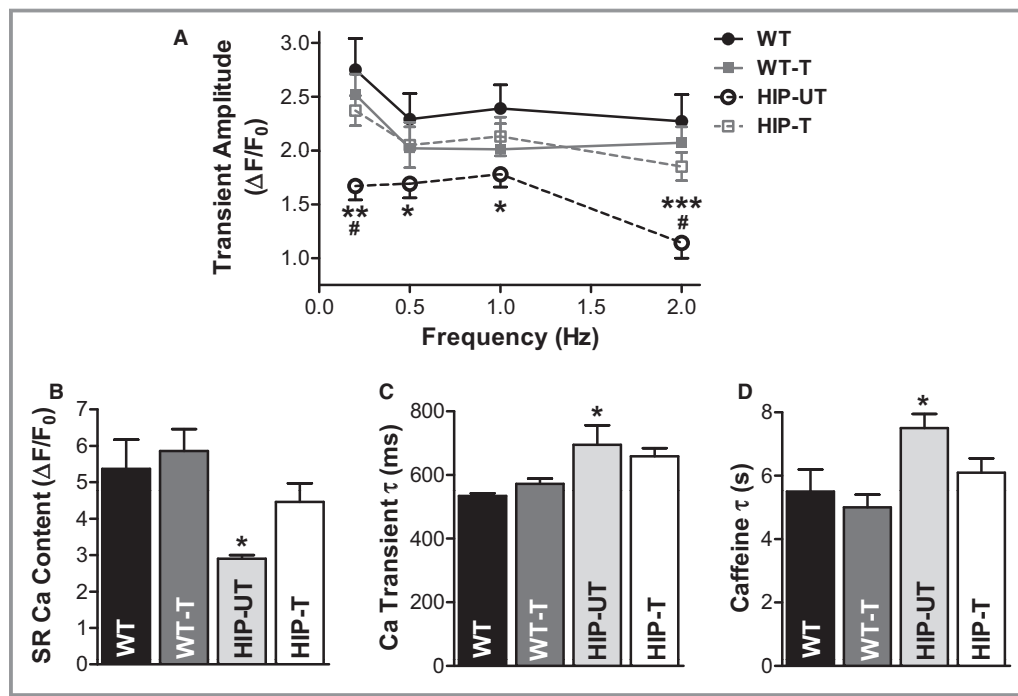 A
Transient Amplitude
(ΔF/F0)
3.0
2.5
2.0
1.5
1.0
**
#
*
*
***
#
0.0 0.5 1.0 1.5 2.0
Frequency (Hz)
WT
WT-T
HIP-UT
HIP-T
B
SR Ca Content (ΔF/F0)
7
6
5
4
3
2
1
0
*
WT
WT-T
HIP-UT
HIP-T
C
Ca Transient τ (ms)
800
600
400
200
0
*
WT
WT-T
HIP-UT
HIP-T
D
Caffeine τ (s)
8
6
4
2
0
*
WT
WT-T
HIP-UT
HIP-T